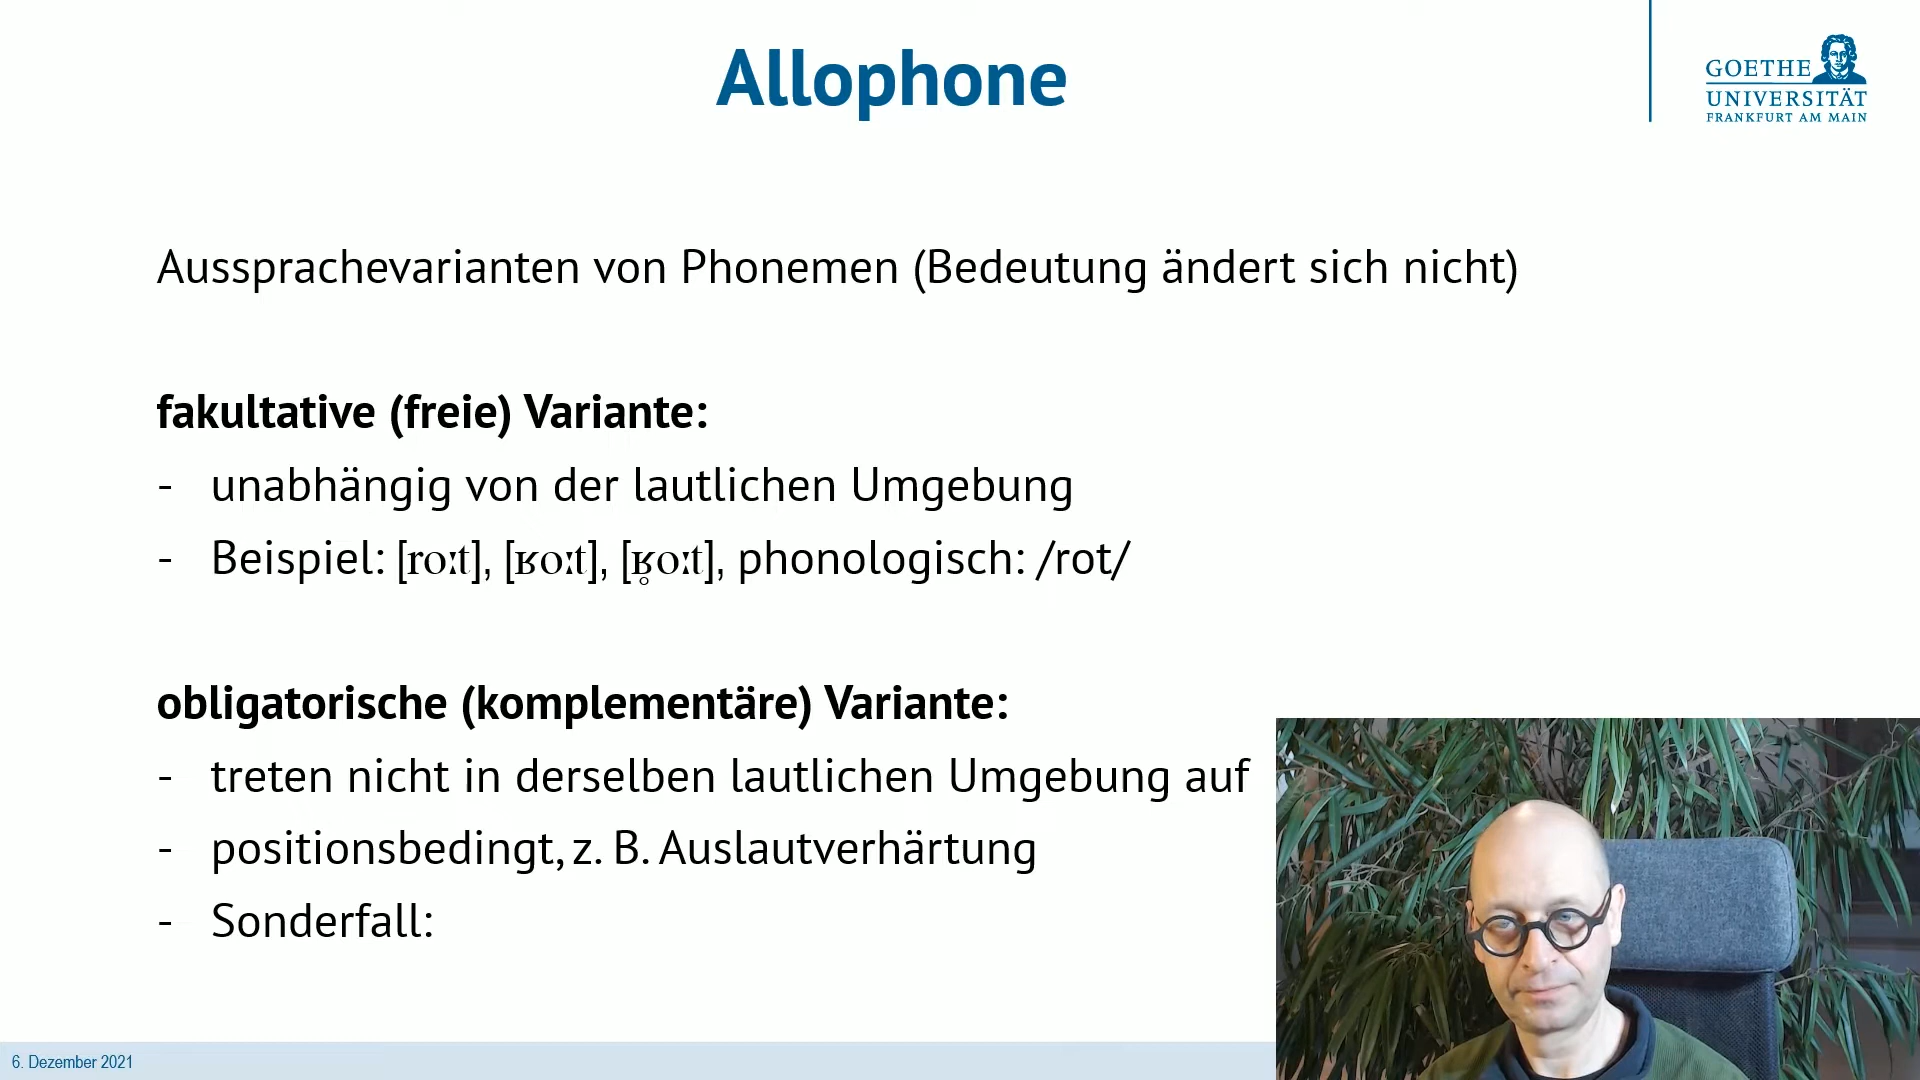 Allophone
GOETHE
UNIVERSITÄT
FRANKFURT AM MAIN
Aussprachevarianten von Phonemen (Bedeutung ändert sich nicht)
fakultative (freie) Variante:
- unabhängig von der lautlichen Umgebung
- Beispiel: [roːt], [ʁoːt], [ʁ̥oːt], phonologisch: /rot/
obligatorische (komplementäre) Variante:
- treten nicht in derselben lautlichen Umgebung auf
- positionsbedingt, z. B. Auslautverhärtung
- Sonderfall:
6. Dezember 2021